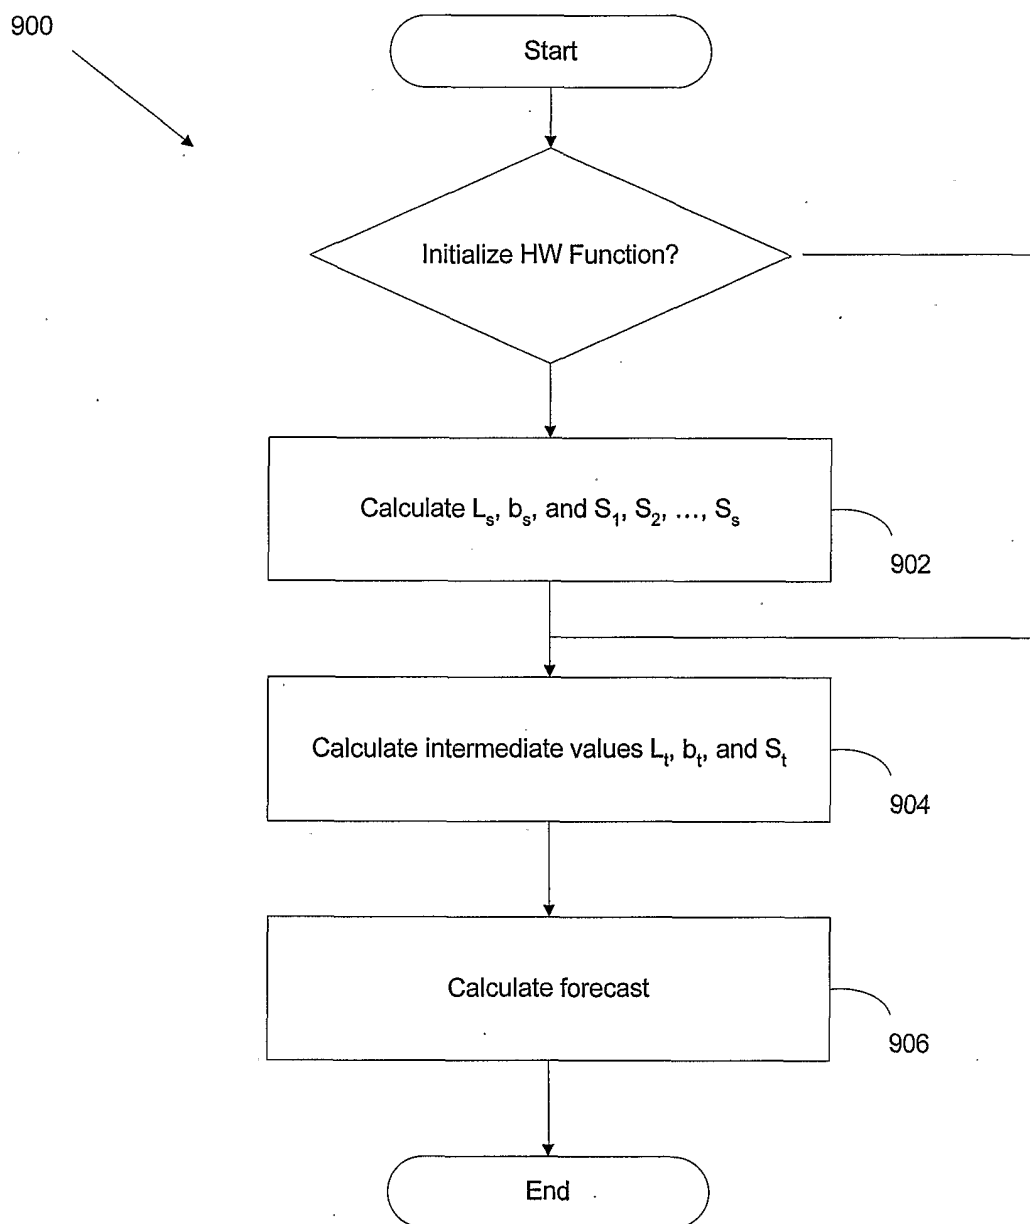 900
Start
Initialize HW Function?
Calculate Lₛ, bₛ, and S₁, S₂, …, Sₛ
902
Calculate intermediate values Lₜ, bₜ, and Sₜ
904
Calculate forecast
906
End